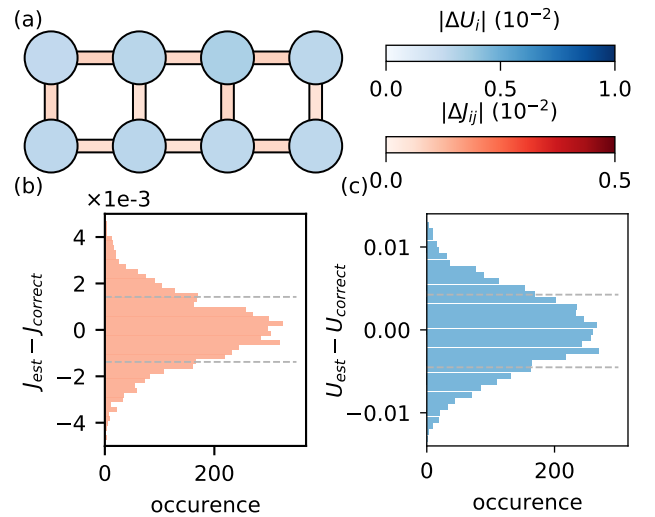 (a)
|ΔU_i| (10^−2)
0.0 0.5 1.0
|ΔJ_ij| (10^−2)
0.0 0.5
(b)
×1e-3
4
2
0
−2
−4
J_est − J_correct
0 200
occurence
(c)
0.01
0.00
−0.01
U_est − U_correct
0 200
occurence